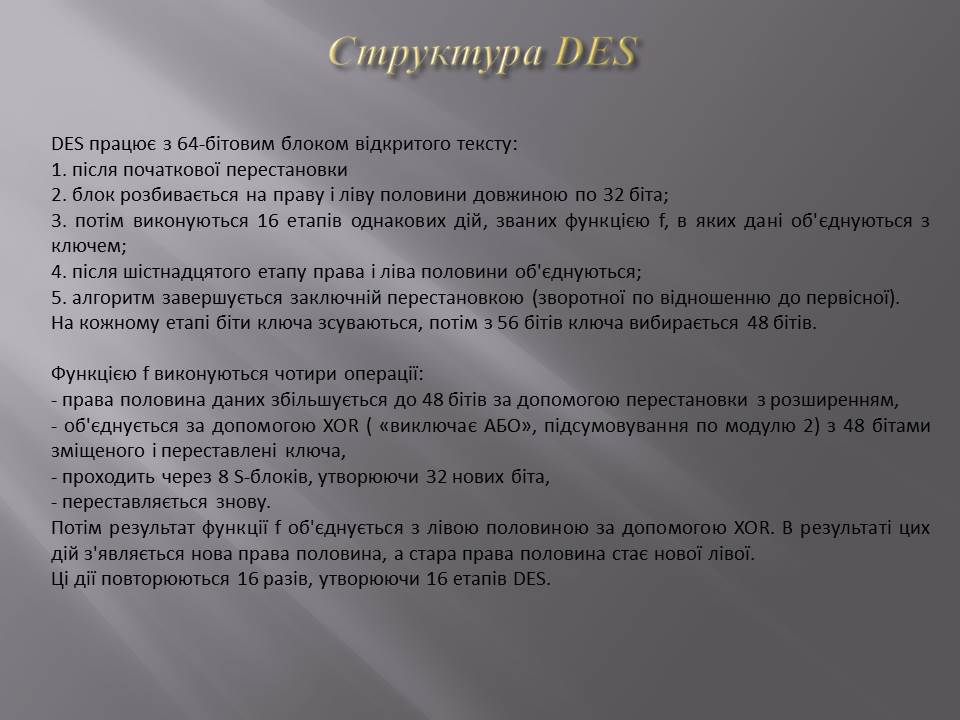 Структура DES
DES працює з 64-бітовим блоком відкритого тексту:
1. після початкової перестановки
2. блок розбивається на праву і ліву половини довжиною по 32 біта;
3. потім виконуються 16 етапів однакових дій, званих функцією f, в яких дані об'єднуються з
ключем;
4. після шістнадцятого етапу права і ліва половини об'єднуються;
5. алгоритм завершується заключній перестановкою (зворотної по відношенню до первісної).
На кожному етапі біти ключа зсуваються, потім з 56 бітів ключа вибирається 48 бітів.
Функцією f виконуються чотири операції:
- права половина даних збільшується до 48 бітів за допомогою перестановки з розширенням,
- об'єднується за допомогою XOR ( «виключає АБО», підсумовування по модулю 2) з 48 бітами
зміщеного і переставлені ключа,
- проходить через 8 S-блоків, утворюючи 32 нових біта,
- переставляється знову.
Потім результат функції f об'єднується з лівою половиною за допомогою XOR. В результаті цих
дій з'являється нова права половина, а стара права половина стає нової лівої.
Ці дії повторюються 16 разів, утворюючи 16 етапів DES.